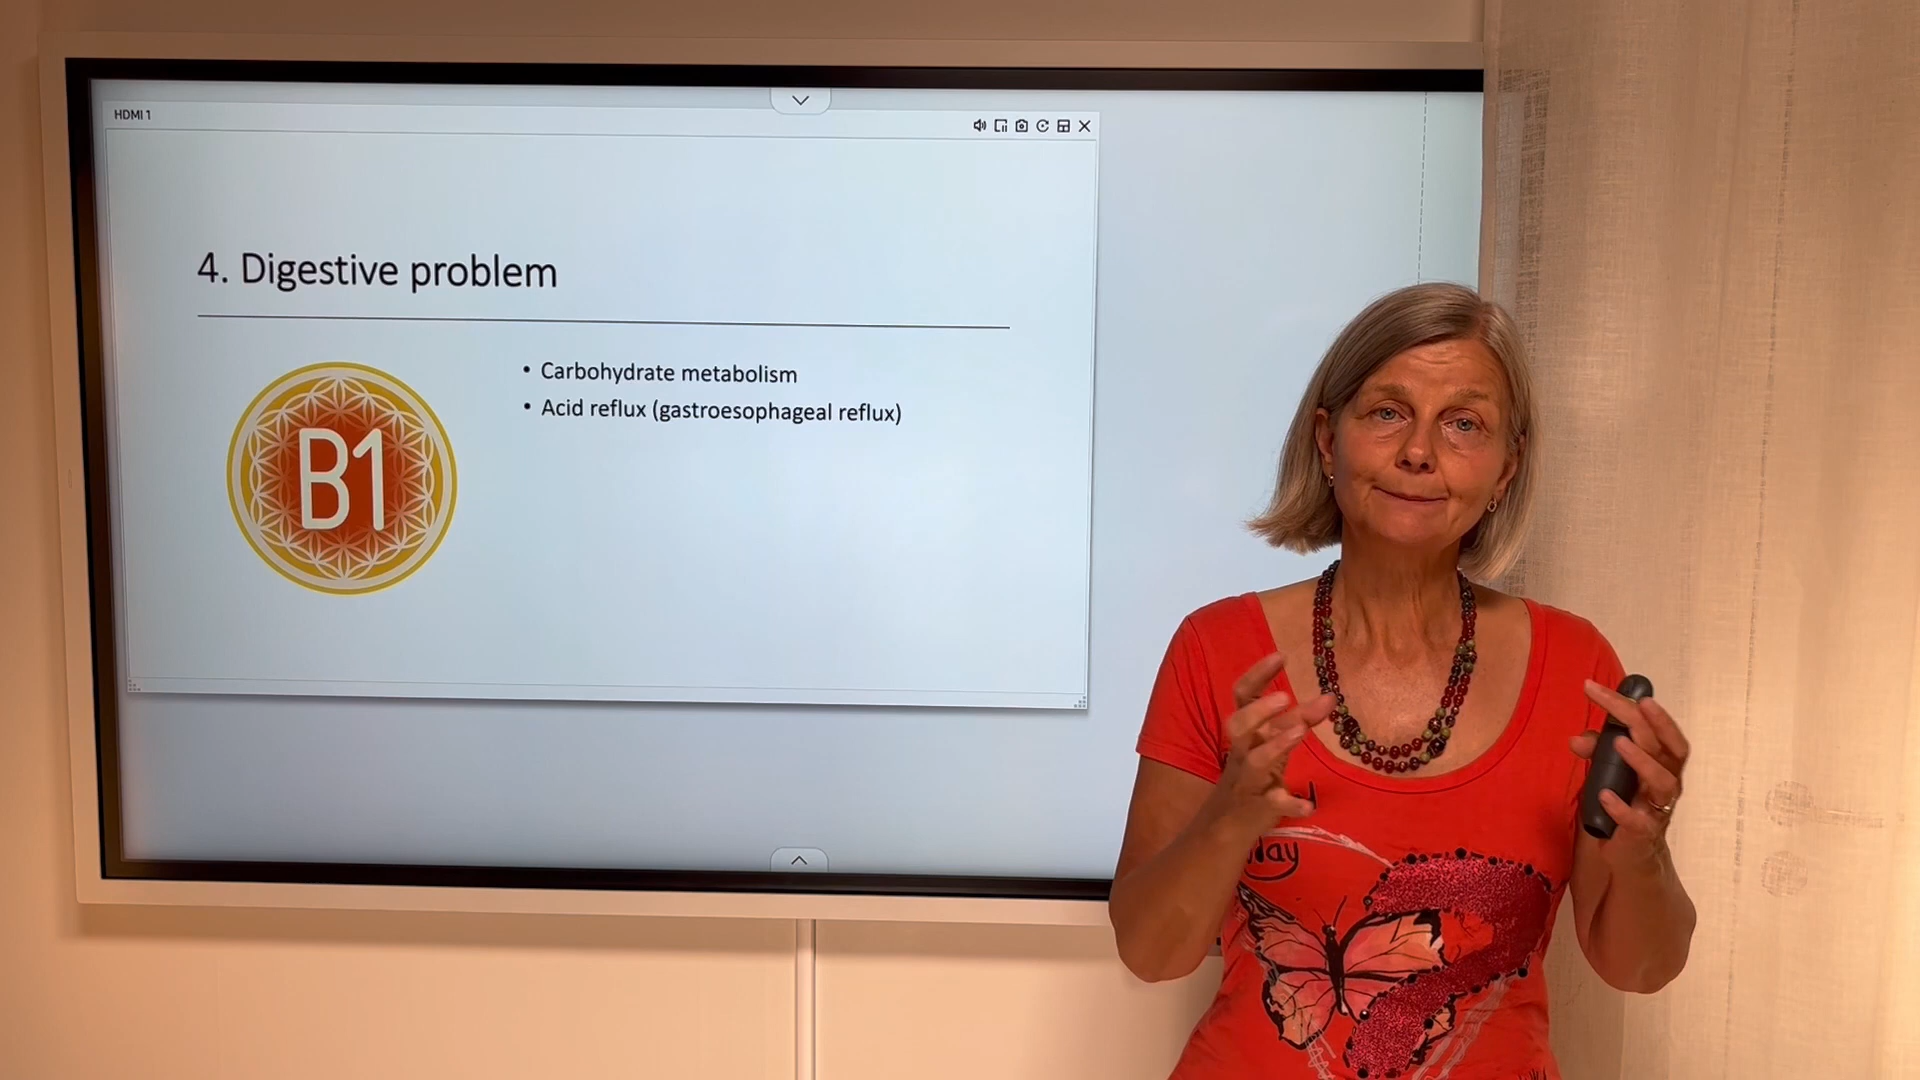 HDMI 1
4. Digestive problem
• Carbohydrate metabolism
• Acid reflux (gastroesophageal reflux)
B1